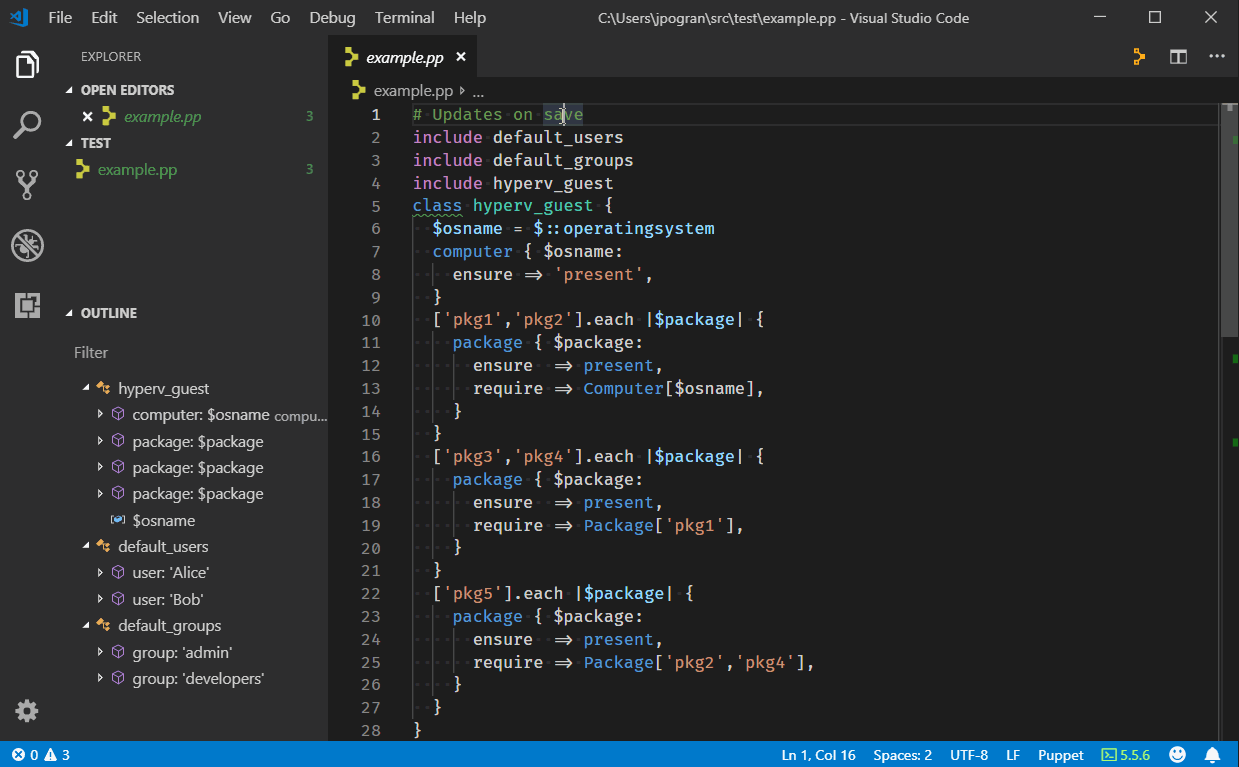 File Edit Selection View Go Debug Terminal Help C:\Users\jpogran\src\test\example.pp - Visual Studio Code
EXPLORER
OPEN EDITORS
example.pp 3
TEST
example.pp 3
OUTLINE
Filter
hyperv_guest
computer: $osname compu...
package: $package
package: $package
package: $package
$osname
default_users
user: 'Alice'
user: 'Bob'
default_groups
group: 'admin'
group: 'developers'
example.pp
example.pp ...
1 # Updates on save
2 include default_users
3 include default_groups
4 include hyperv_guest
5 class hyperv_guest {
6 $osname = $::operatingsystem
7 computer { $osname:
8 ensure => 'present',
9 }
10 ['pkg1','pkg2'].each |$package| {
11 package { $package:
12 ensure => present,
13 require => Computer[$osname],
14 }
15 }
16 ['pkg3','pkg4'].each |$package| {
17 package { $package:
18 ensure => present,
19 require => Package['pkg1'],
20 }
21 }
22 ['pkg5'].each |$package| {
23 package { $package:
24 ensure => present,
25 require => Package['pkg2','pkg4'],
26 }
27 }
28 }
0 3 Ln 1, Col 16 Spaces: 2 UTF-8 LF Puppet 5.5.6